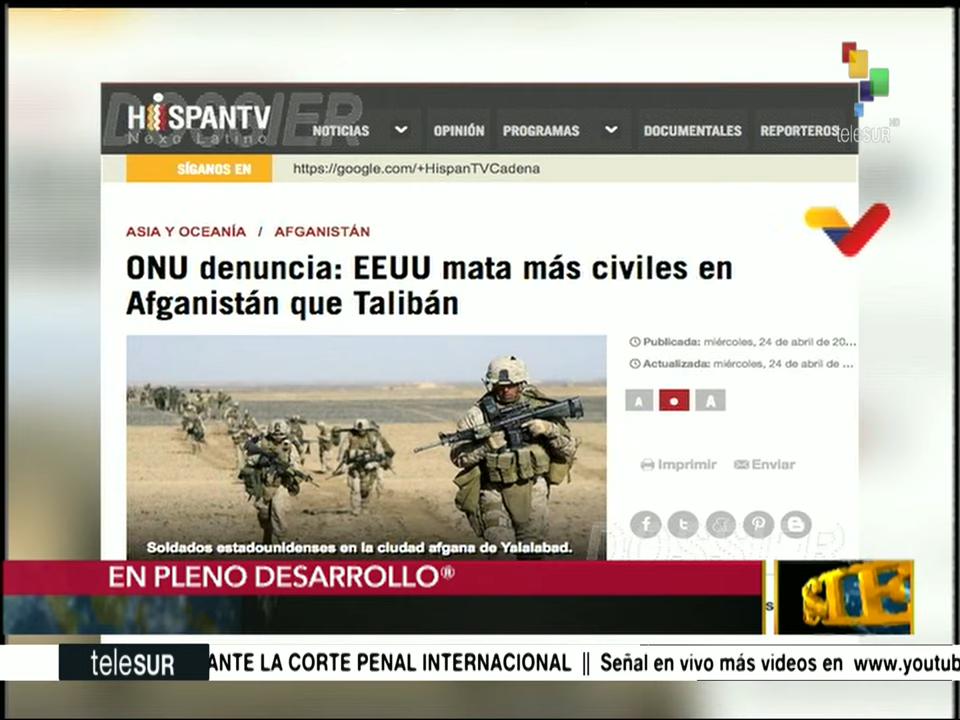 DOSSIER
HISPANTV
Nexo Latino
NOTICIAS
OPINIÓN
PROGRAMAS
DOCUMENTALES
REPORTEROS
teleSUR HD
SÍGANOS EN
https://google.com/+HispanTVCadena
ASIA Y OCEANÍA / AFGANISTÁN
ONU denuncia: EEUU mata más civiles en
Afganistán que Talibán
Publicada: miércoles, 24 de abril de 20...
Actualizada: miércoles, 24 de abril de ...
A
A
Imprimir
Enviar
Soldados estadounidenses en la ciudad afgana de Yalalabad.
DOSSIER
EN PLENO DESARROLLO®
s
teleSUR
ANTE LA CORTE PENAL INTERNACIONAL || Señal en vivo más videos en www.youtub